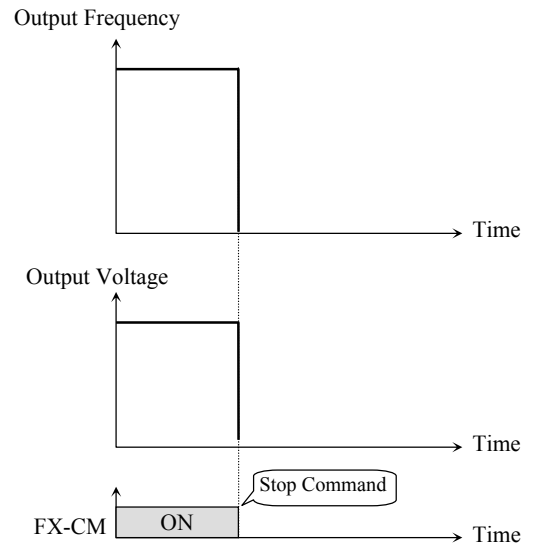 Output Frequency
Time
Output Voltage
Time
Stop Command
FX-CM
ON
Time